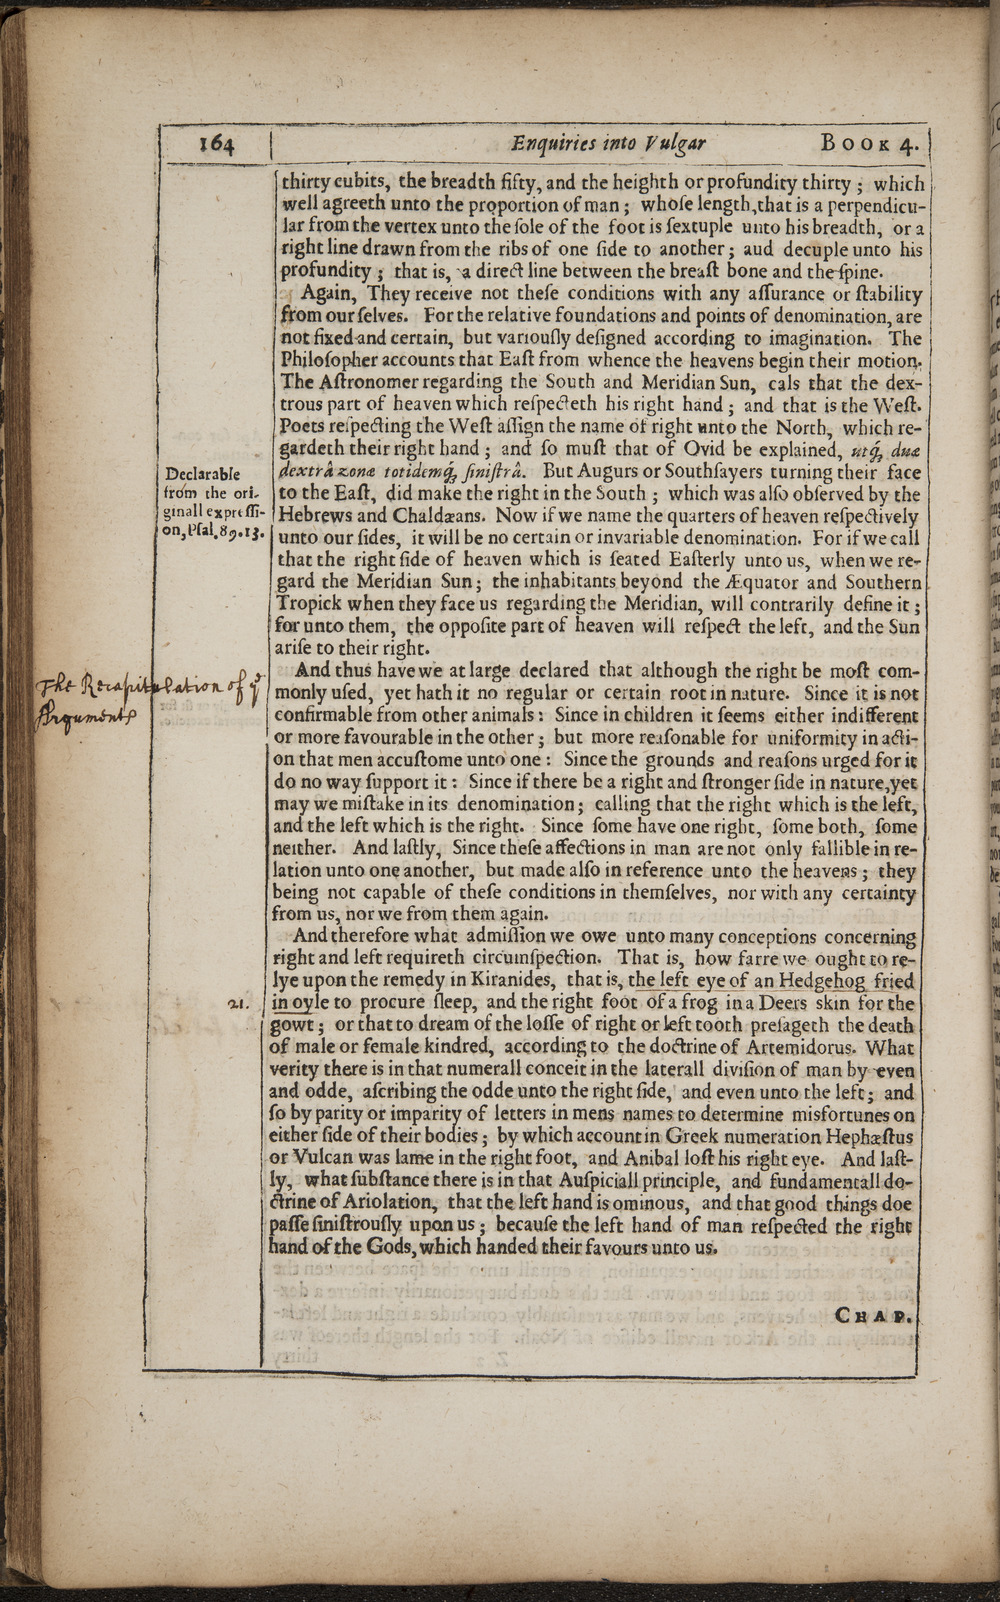 164
Enquiries into Vulgar
BOOK 4.
thirty cubits, the breadth fifty, and the heighth or profundity thirty ; which
well agreeth unto the proportion of man ; whoſe length, that is a perpendicu-
lar from the vertex unto the ſole of the foot is ſextuple unto his breadth, or a
right line drawn from the ribs of one ſide to another ; aud decuple unto his
profundity ; that is, a direct line between the breaſt bone and the ſpine.
Again, They receive not theſe conditions with any aſſurance or ſtability
from our ſelves. For the relative foundations and points of denomination, are
not fixed and certain, but variouſly deſigned according to imagination. The
Philoſopher accounts that Eaſt from whence the heavens begin their motion.
The Aſtronomer regarding the South and Meridian Sun, cals that the dex-
trous part of heaven which reſpecteth his right hand ; and that is the Weſt.
Poets reſpecting the Weſt aſſign the name of right unto the North, which re-
gardeth their right hand ; and ſo muſt that of Ovid be explained, utq́, duæ
dextrâ zonæ totidemq́, ſiniſtrâ. But Augurs or Southſayers turning their face
to the Eaſt, did make the right in the South ; which was alſo obſerved by the
Hebrews and Chaldæans. Now if we name the quarters of heaven reſpectively
unto our ſides, it will be no certain or invariable denomination. For if we call
that the right ſide of heaven which is ſeated Eaſterly unto us, when we re-
gard the Meridian Sun ; the inhabitants beyond the Æquator and Southern
Tropick when they face us regarding the Meridian, will contrarily define it ;
for unto them, the oppoſite part of heaven will reſpect the left, and the Sun
ariſe to their right.
Declarable
from the ori-
ginall expreſſi-
on, Pſal. 89.13.
And thus have we at large declared that although the right be moſt com-
monly uſed, yet hath it no regular or certain root in nature. Since it is not
confirmable from other animals : Since in children it ſeems either indifferent
or more favourable in the other ; but more reaſonable for uniformity in acti-
on that men accuſtome unto one : Since the grounds and reaſons urged for it
do no way ſupport it : Since if there be a right and ſtronger ſide in nature, yet
may we miſtake in its denomination ; calling that the right which is the left,
and the left which is the right. Since ſome have one right, ſome both, ſome
neither. And laſtly, Since theſe affections in man are not only fallible in re-
lation unto one another, but made alſo in reference unto the heavens ; they
being not capable of theſe conditions in themſelves, nor with any certainty
from us, nor we from them again.
The Recapitulation of yᵉ
Arguments
And therefore what admiſſion we owe unto many conceptions concerning
right and left requireth circumſpection. That is, how farre we ought to re-
lye upon the remedy in Kiranides, that is, the left eye of an Hedgehog fried
in oyle to procure ſleep, and the right foot of a frog in a Deers skin for the
gowt ; or that to dream of the loſſe of right or left tooth preſageth the death
of male or female kindred, according to the doctrine of Artemidorus. What
verity there is in that numerall conceit in the laterall diviſion of man by even
and odde, aſcribing the odde unto the right ſide, and even unto the left ; and
ſo by parity or imparity of letters in mens names to determine misfortunes on
either ſide of their bodies ; by which account in Greek numeration Hephæſtus
or Vulcan was lame in the right foot, and Anibal loſt his right eye. And laſt-
ly, what ſubſtance there is in that Auſpiciall principle, and fundamentall do-
ctrine of Ariolation, that the left hand is ominous, and that good things doe
paſſe ſiniſtrouſly upon us ; becauſe the left hand of man reſpected the right
hand of the Gods, which handed their favours unto us.
21.
CHAP.